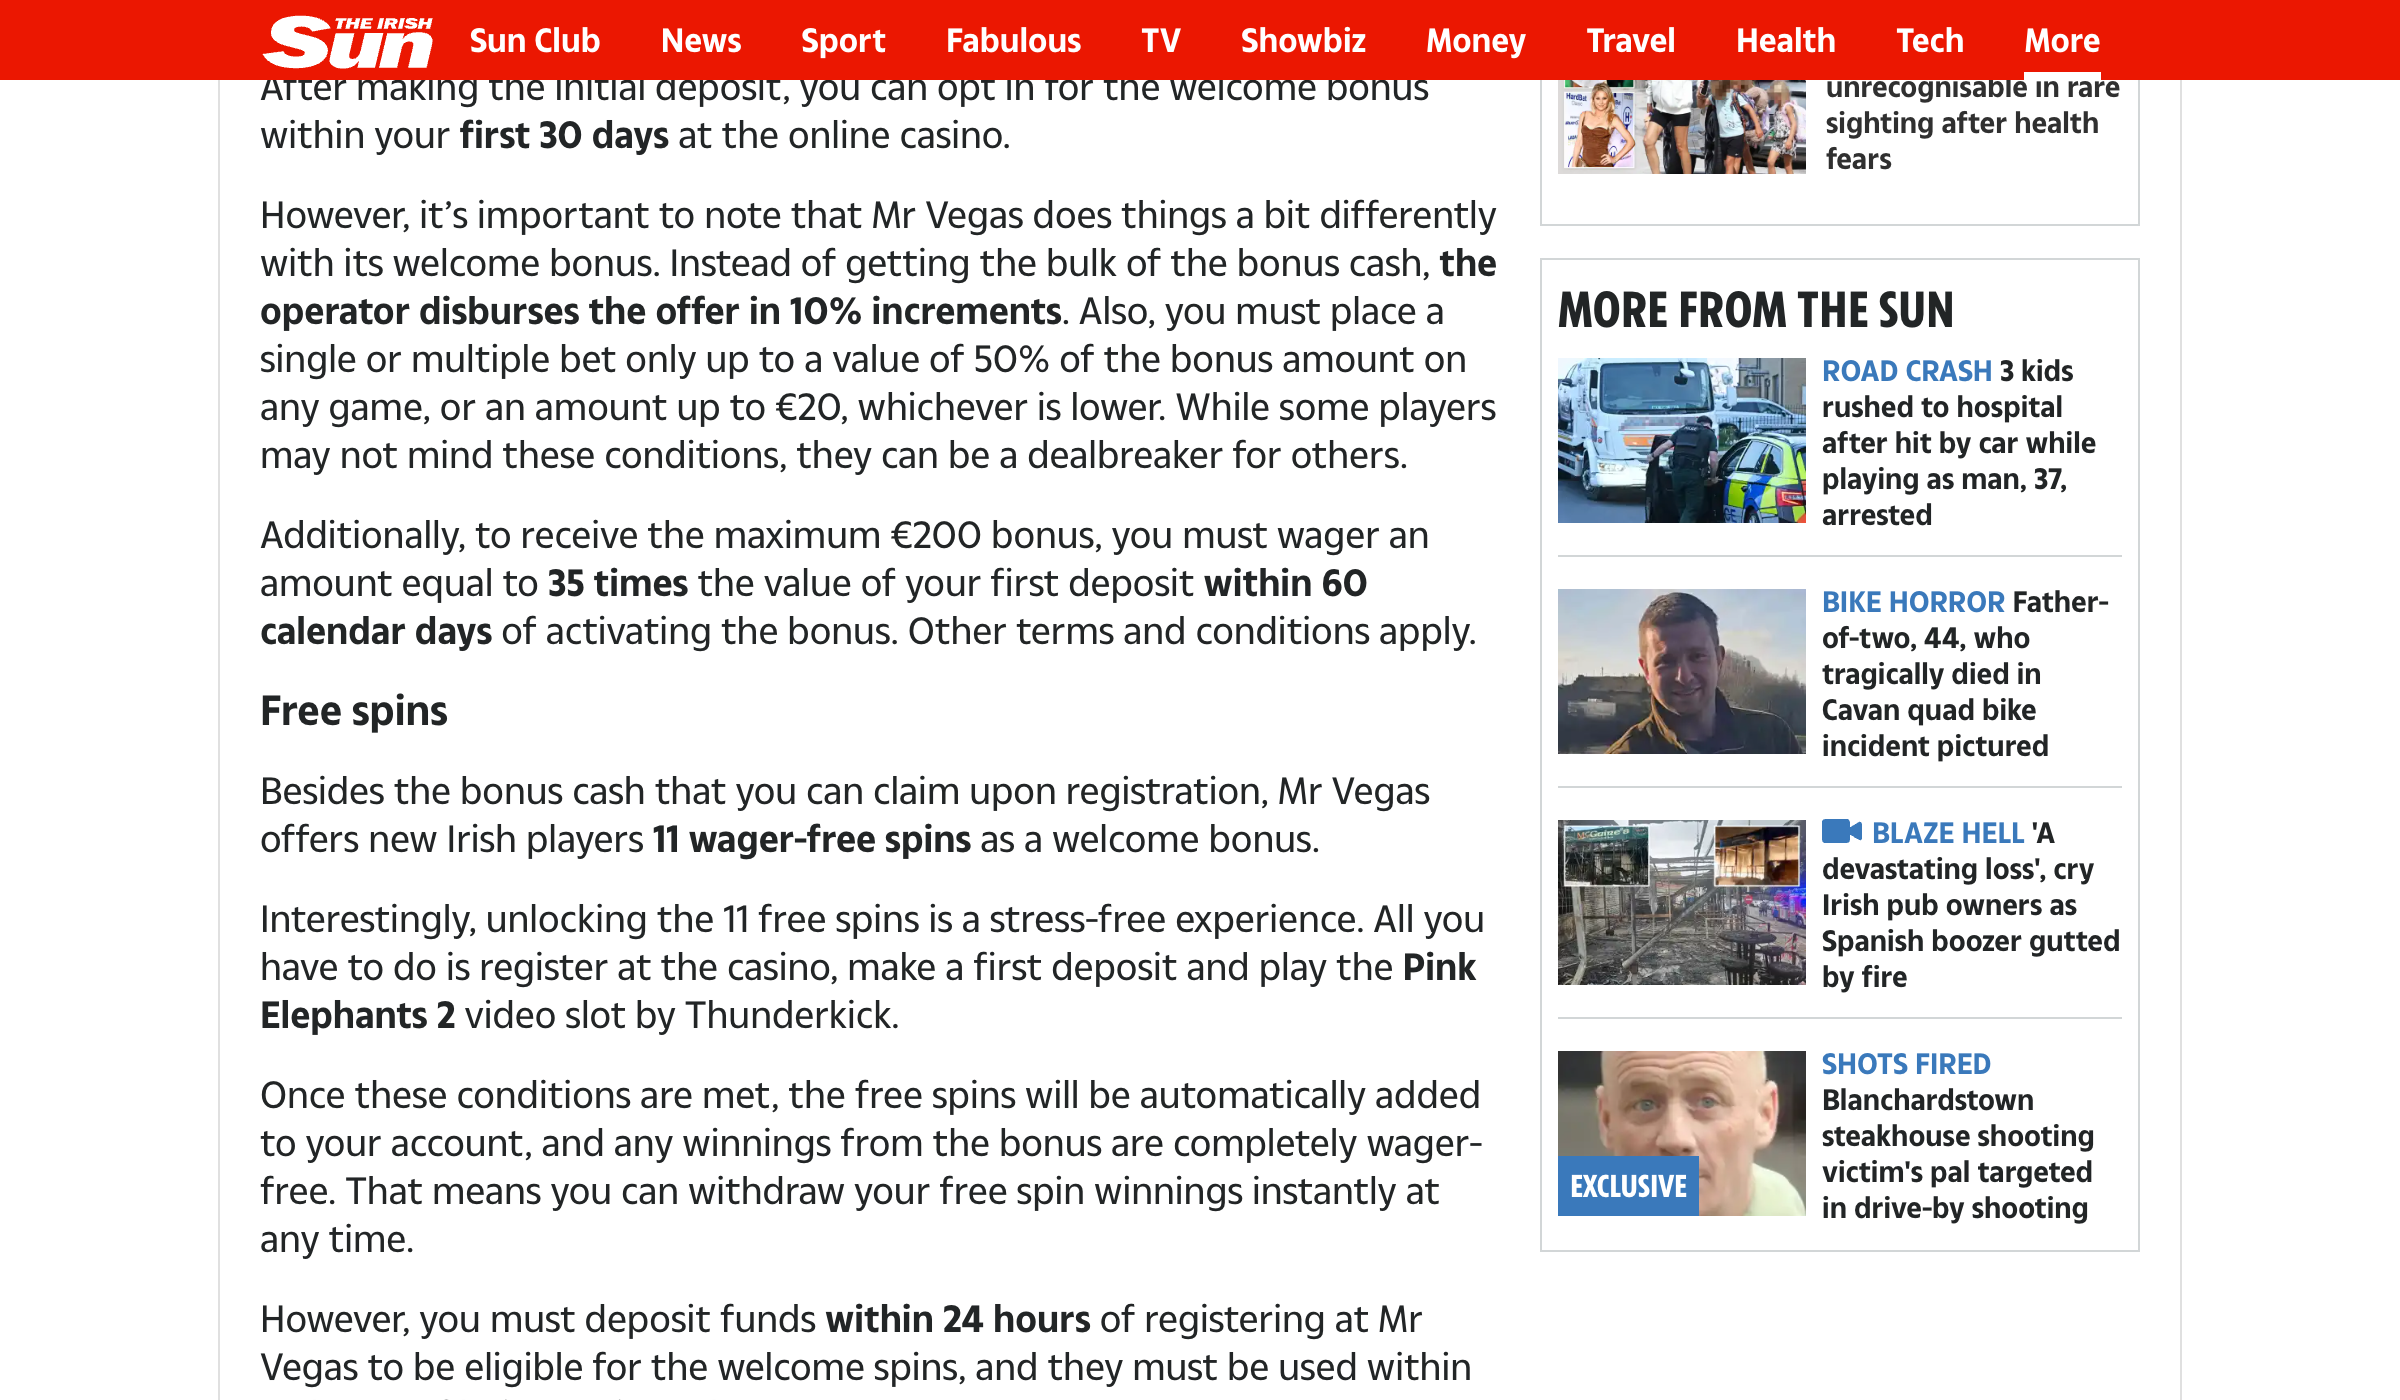 THE IRISH
Sun
Sun Club News Sport Fabulous TV Showbiz Money Travel Health Tech More
After making the initial deposit, you can opt in for the welcome bonus
within your first 30 days at the online casino.
However, it’s important to note that Mr Vegas does things a bit differently
with its welcome bonus. Instead of getting the bulk of the bonus cash, the
operator disburses the offer in 10% increments. Also, you must place a
single or multiple bet only up to a value of 50% of the bonus amount on
any game, or an amount up to €20, whichever is lower. While some players
may not mind these conditions, they can be a dealbreaker for others.
Additionally, to receive the maximum €200 bonus, you must wager an
amount equal to 35 times the value of your first deposit within 60
calendar days of activating the bonus. Other terms and conditions apply.
Free spins
Besides the bonus cash that you can claim upon registration, Mr Vegas
offers new Irish players 11 wager-free spins as a welcome bonus.
Interestingly, unlocking the 11 free spins is a stress-free experience. All you
have to do is register at the casino, make a first deposit and play the Pink
Elephants 2 video slot by Thunderkick.
Once these conditions are met, the free spins will be automatically added
to your account, and any winnings from the bonus are completely wager-
free. That means you can withdraw your free spin winnings instantly at
any time.
However, you must deposit funds within 24 hours of registering at Mr
Vegas to be eligible for the welcome spins, and they must be used within
unrecognisable in rare
sighting after health
fears
MORE FROM THE SUN
ROAD CRASH 3 kids
rushed to hospital
after hit by car while
playing as man, 37,
arrested
BIKE HORROR Father-
of-two, 44, who
tragically died in
Cavan quad bike
incident pictured
McGuire's
BLAZE HELL 'A
devastating loss', cry
Irish pub owners as
Spanish boozer gutted
by fire
EXCLUSIVE
SHOTS FIRED
Blanchardstown
steakhouse shooting
victim's pal targeted
in drive-by shooting